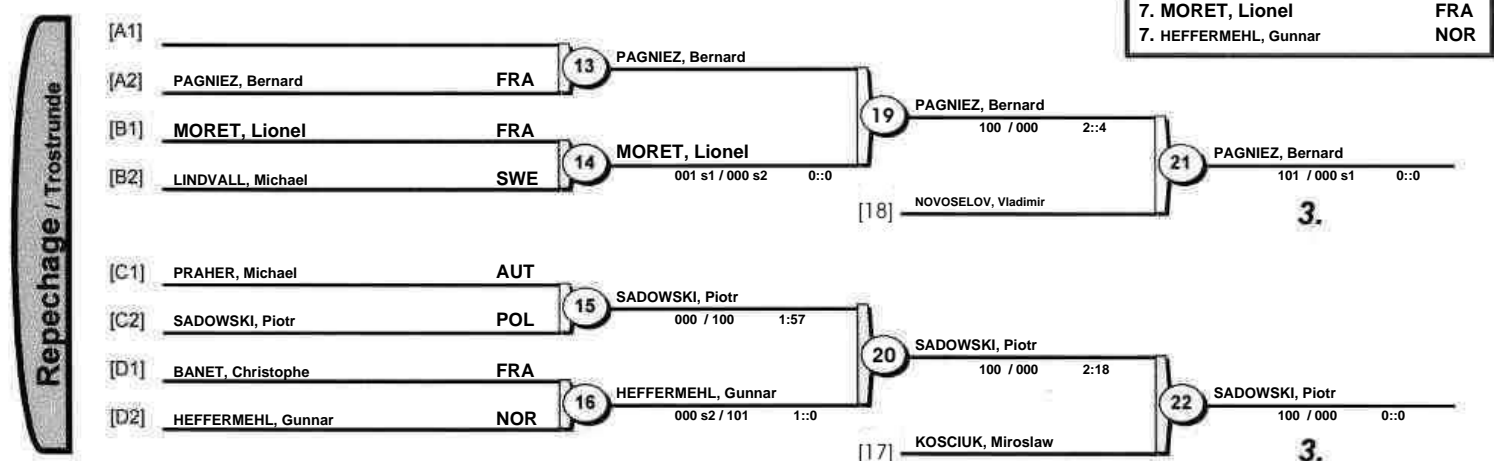 7. MORET, Lionel FRA
7. HEFFERMEHL, Gunnar NOR
Repechage / Trostrunde
[A1]
[A2] PAGNIEZ, Bernard FRA
13 PAGNIEZ, Bernard
[B1] MORET, Lionel FRA
[B2] LINDVALL, Michael SWE
14 MORET, Lionel
001 s1 / 000 s2 0::0
19 PAGNIEZ, Bernard
100 / 000 2::4
[18] NOVOSELOV, Vladimir
21 PAGNIEZ, Bernard
101 / 000 s1 0::0
3.
[C1] PRAHER, Michael AUT
[C2] SADOWSKI, Piotr POL
15 SADOWSKI, Piotr
000 / 100 1:57
[D1] BANET, Christophe FRA
[D2] HEFFERMEHL, Gunnar NOR
16 HEFFERMEHL, Gunnar
000 s2 / 101 1::0
20 SADOWSKI, Piotr
100 / 000 2:18
[17] KOSCIUK, Miroslaw
22 SADOWSKI, Piotr
100 / 000 0::0
3.